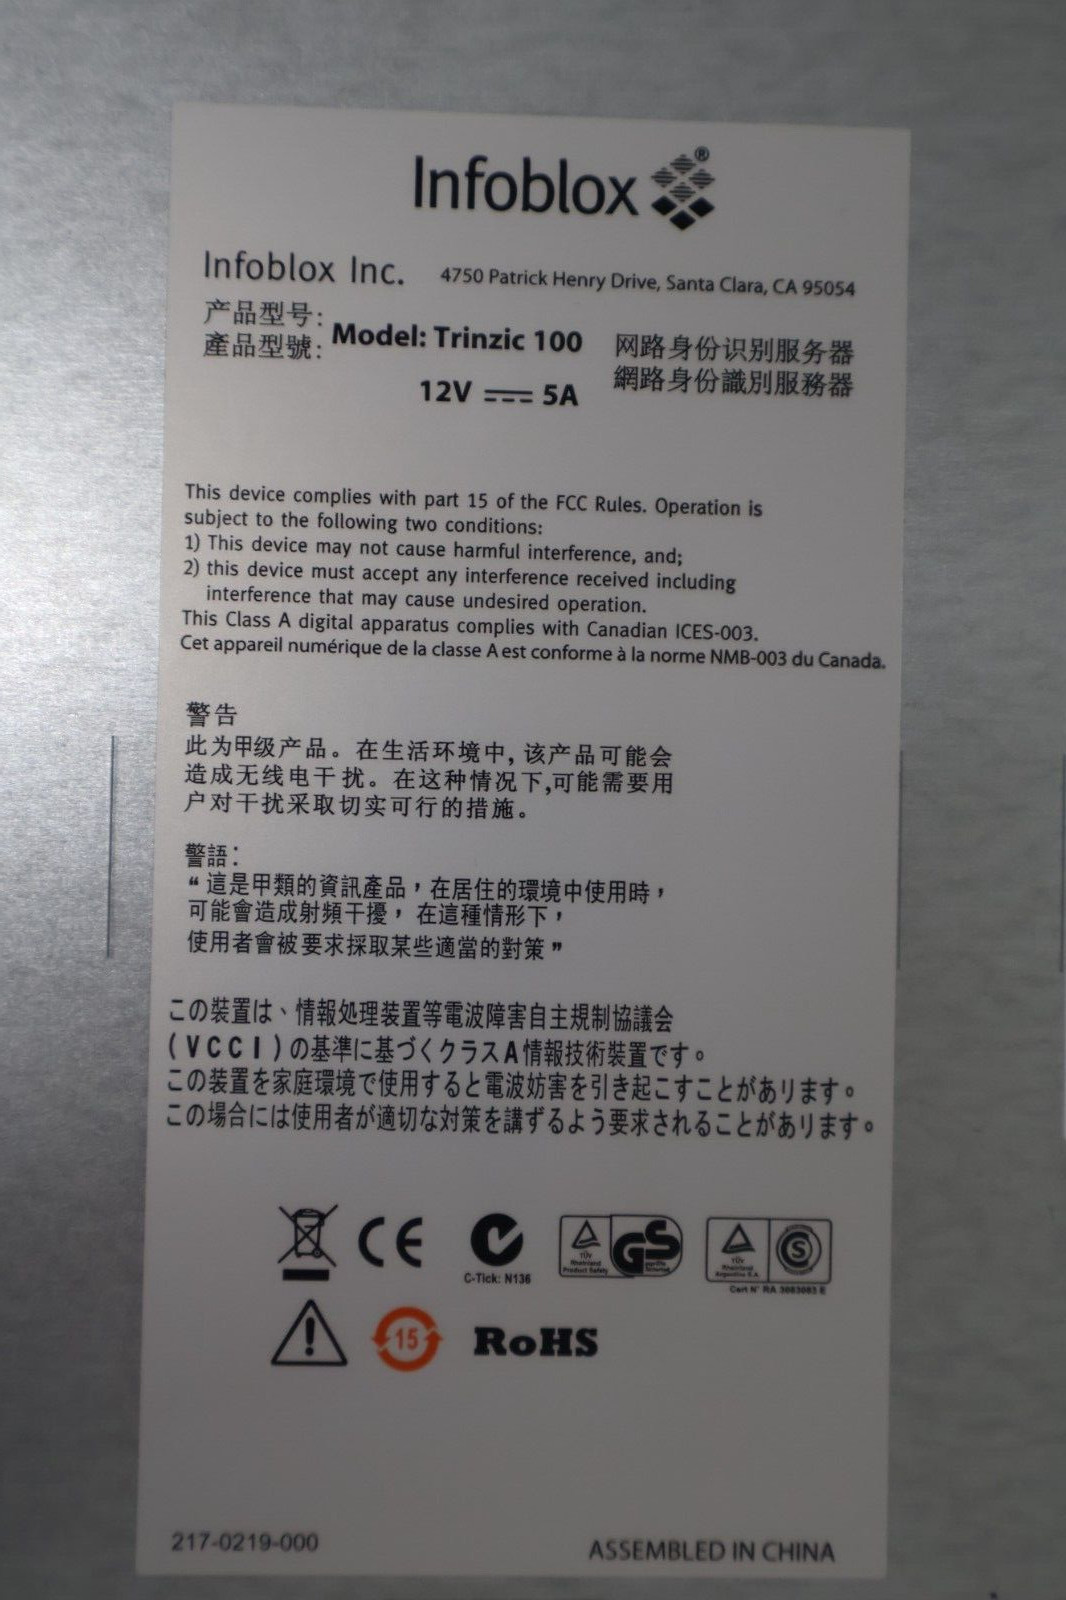 Infoblox ®
Infoblox Inc. 4750 Patrick Henry Drive, Santa Clara, CA 95054
产品型号:
產品型號:
Model: Trinzic 100
网路身份识别服务器
網路身份識別服務器
12V 5A
This device complies with part 15 of the FCC Rules. Operation is
subject to the following two conditions:
1) This device may not cause harmful interference, and;
2) this device must accept any interference received including
interference that may cause undesired operation.
This Class A digital apparatus complies with Canadian ICES-003.
Cet appareil numérique de la classe A est conforme à la norme NMB-003 du Canada.
警告
此为甲级产品。在生活环境中, 该产品可能会
造成无线电干扰。在这种情况下,可能需要用
户对干扰采取切实可行的措施。
警語:
“ 這是甲類的資訊產品，在居住的環境中使用時，
可能會造成射頻干擾，在這種情形下，
使用者會被要求採取某些適當的對策 ”
この装置は、情報処理装置等電波障害自主規制協議会
(VCCI)の基準に基づくクラスA情報技術装置です。
この装置を家庭環境で使用すると電波妨害を引き起こすことがあります。
この場合には使用者が適切な対策を講ずるよう要求されることがあります。
CE
C-Tick: N136
TÜV
Rheinland
Product Safety
GS
geprüfte
Sicherheit
TÜV
Rheinland
Argentina S.A.
S
Cert N° RA 3083083 E
15
RoHS
217-0219-000
ASSEMBLED IN CHINA